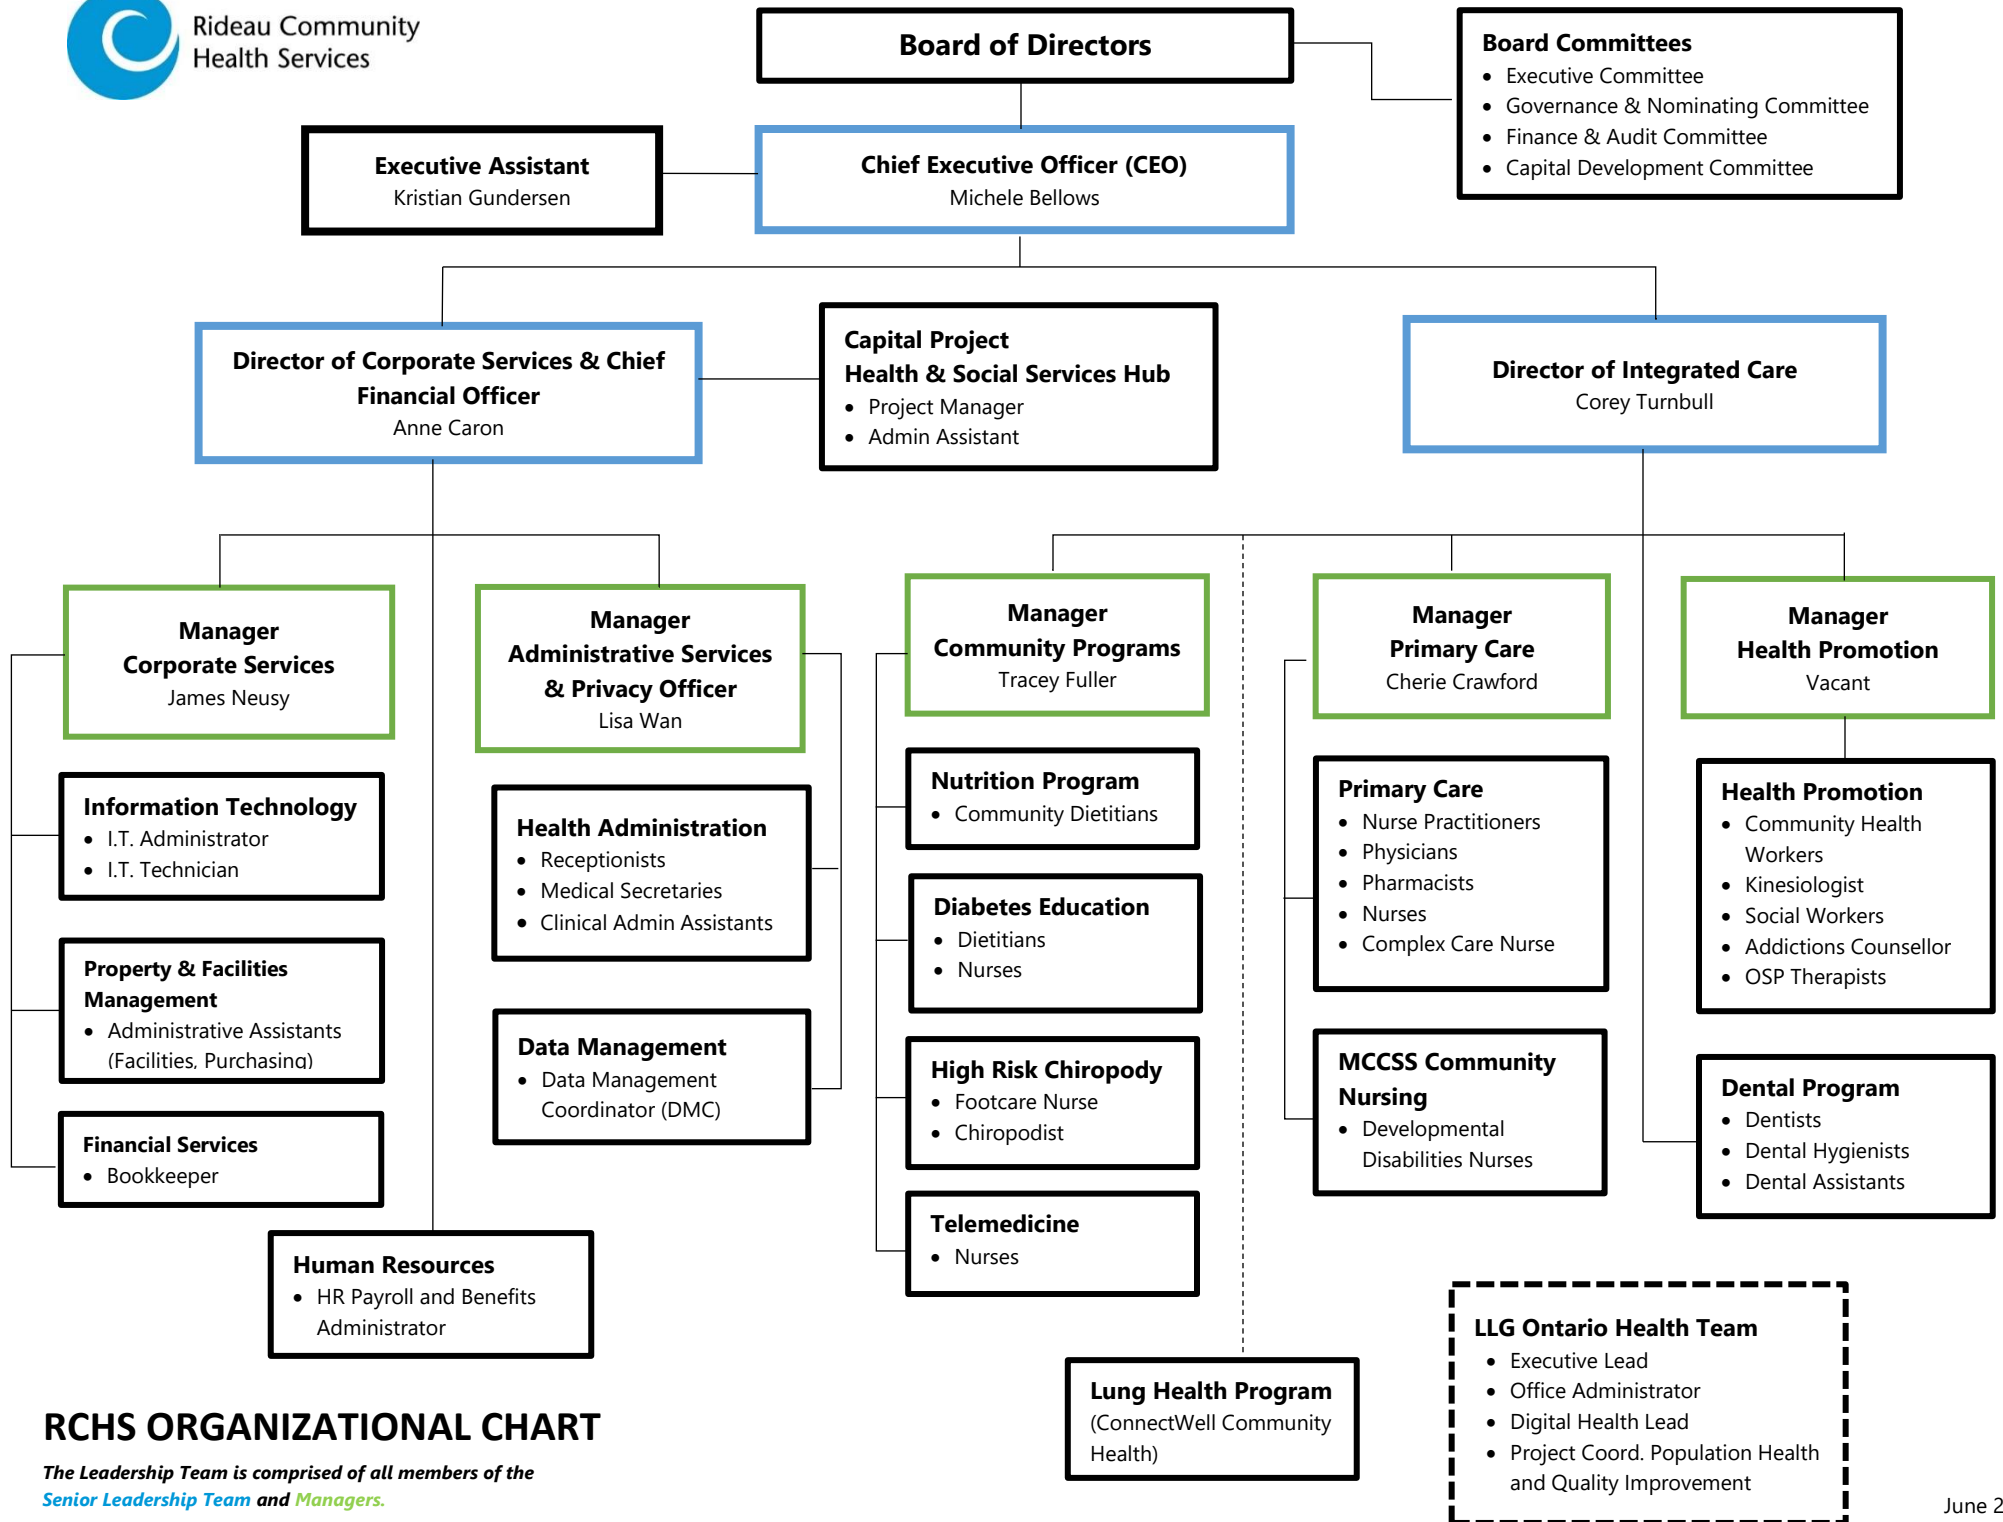 Rideau Community
Health Services
Board of Directors
Board Committees
• Executive Committee
• Governance & Nominating Committee
• Finance & Audit Committee
• Capital Development Committee
Executive Assistant
Kristian Gundersen
Chief Executive Officer (CEO)
Michele Bellows
Director of Corporate Services & Chief
Financial Officer
Anne Caron
Capital Project
Health & Social Services Hub
• Project Manager
• Admin Assistant
Director of Integrated Care
Corey Turnbull
Manager
Corporate Services
James Neusy
Manager
Administrative Services
& Privacy Officer
Lisa Wan
Manager
Community Programs
Tracey Fuller
Manager
Primary Care
Cherie Crawford
Manager
Health Promotion
Vacant
Information Technology
• I.T. Administrator
• I.T. Technician
Property & Facilities
Management
• Administrative Assistants
(Facilities, Purchasing)
Financial Services
• Bookkeeper
Human Resources
• HR Payroll and Benefits
Administrator
Health Administration
• Receptionists
• Medical Secretaries
• Clinical Admin Assistants
Data Management
• Data Management
Coordinator (DMC)
Nutrition Program
• Community Dietitians
Diabetes Education
• Dietitians
• Nurses
High Risk Chiropody
• Footcare Nurse
• Chiropodist
Telemedicine
• Nurses
Lung Health Program
(ConnectWell Community
Health)
Primary Care
• Nurse Practitioners
• Physicians
• Pharmacists
• Nurses
• Complex Care Nurse
MCCSS Community
Nursing
• Developmental
Disabilities Nurses
Health Promotion
• Community Health
Workers
• Kinesiologist
• Social Workers
• Addictions Counsellor
• OSP Therapists
Dental Program
• Dentists
• Dental Hygienists
• Dental Assistants
LLG Ontario Health Team
• Executive Lead
• Office Administrator
• Digital Health Lead
• Project Coord. Population Health
and Quality Improvement
RCHS ORGANIZATIONAL CHART
The Leadership Team is comprised of all members of the
Senior Leadership Team and Managers.
June 2